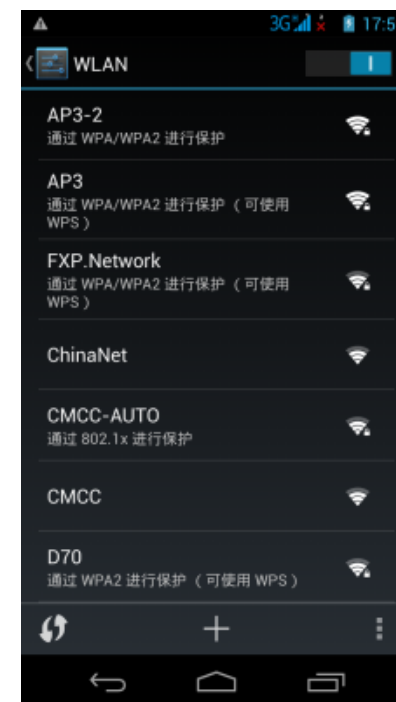 3G 17:5
WLAN
AP3-2
通过 WPA/WPA2 进行保护
AP3
通过 WPA/WPA2 进行保护 （可使用
WPS）
FXP.Network
通过 WPA/WPA2 进行保护 （可使用
WPS）
ChinaNet
CMCC-AUTO
通过 802.1x 进行保护
CMCC
D70
通过 WPA2 进行保护 （可使用 WPS）